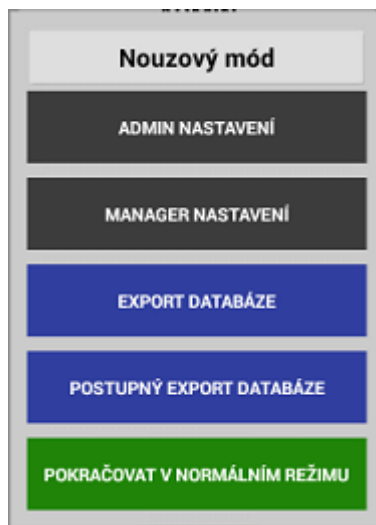 Nouzový mód
ADMIN NASTAVENÍ
MANAGER NASTAVENÍ
EXPORT DATABÁZE
POSTUPNÝ EXPORT DATABÁZE
POKRAČOVAT V NORMÁLNÍM REŽIMU